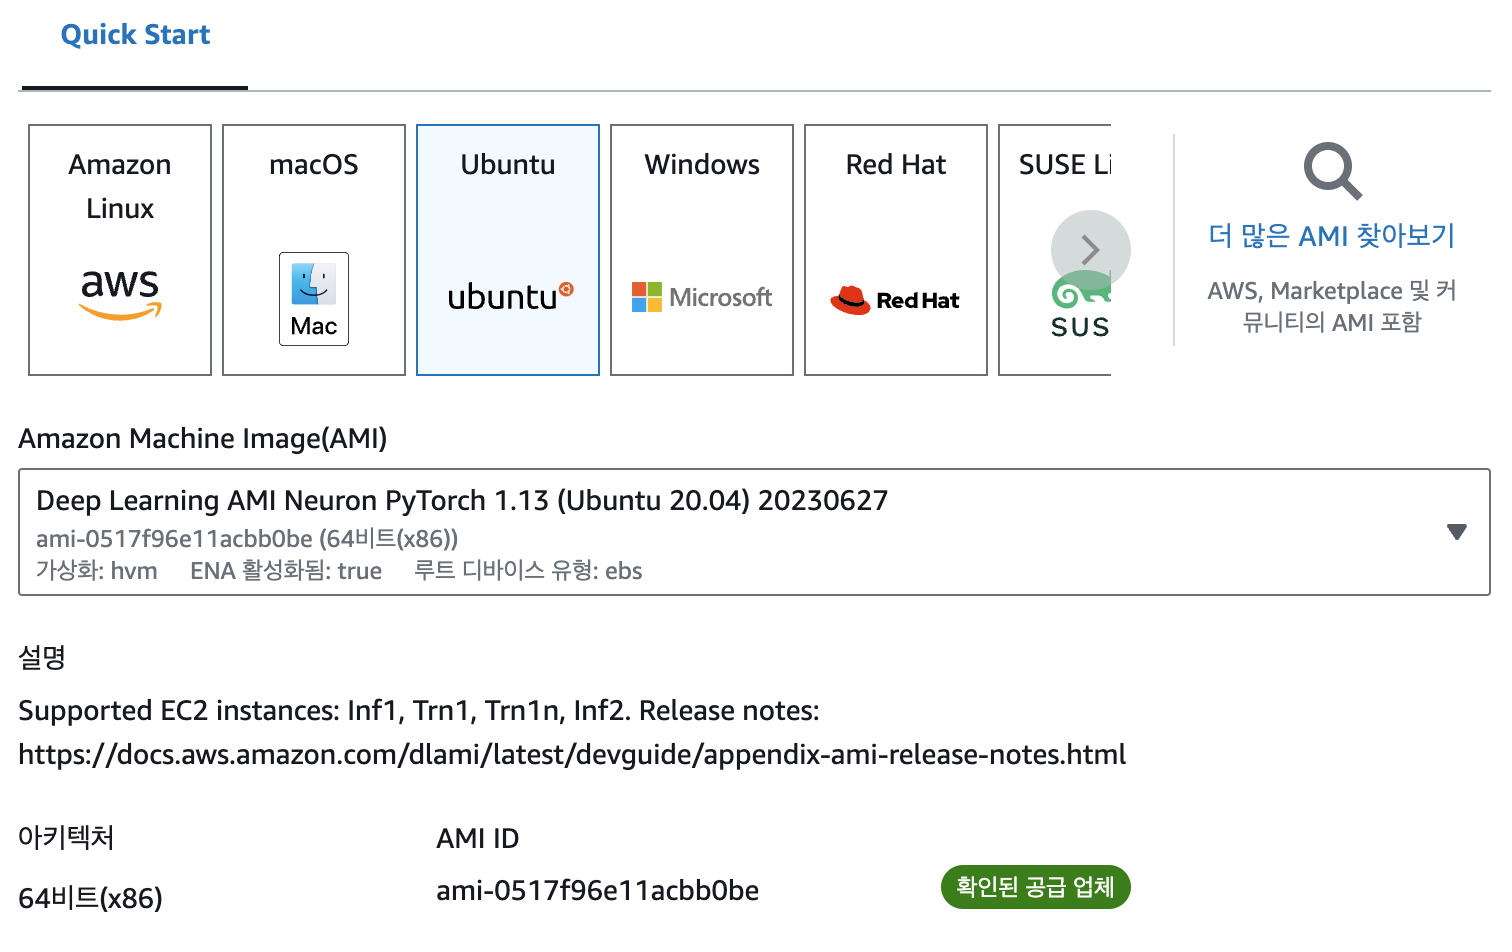 Quick Start
Amazon
Linux
aws
macOS
Mac
Ubuntu
ubuntu
Windows
Microsoft
Red Hat
Red Hat
SUSE Li
SUS
더 많은 AMI 찾아보기
AWS, Marketplace 및 커
뮤니티의 AMI 포함
Amazon Machine Image(AMI)
Deep Learning AMI Neuron PyTorch 1.13 (Ubuntu 20.04) 20230627
ami-0517f96e11acbb0be (64비트(x86))
가상화: hvm ENA 활성화됨: true 루트 디바이스 유형: ebs
설명
Supported EC2 instances: Inf1, Trn1, Trn1n, Inf2. Release notes:
https://docs.aws.amazon.com/dlami/latest/devguide/appendix-ami-release-notes.html
아키텍처
64비트(x86)
AMI ID
ami-0517f96e11acbb0be
확인된 공급 업체